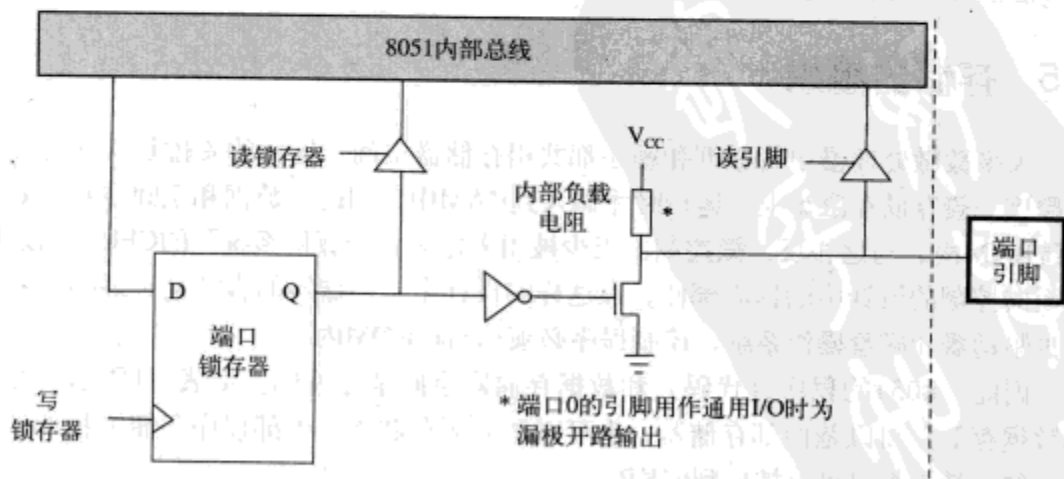 8051内部总线
读锁存器
V_CC
读引脚
内部负载
电阻
*
D
Q
端口
锁存器
写
锁存器
端口
引脚
* 端口0的引脚用作通用I/O时为
漏极开路输出